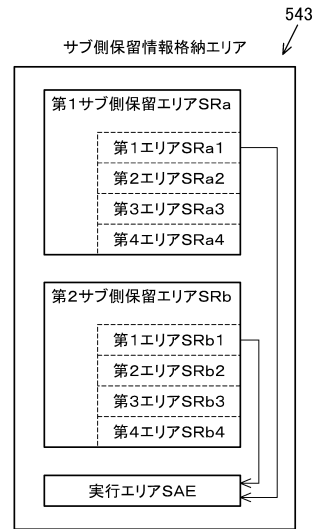 543
サブ側保留情報格納エリア
第1サブ側保留エリアSRa
第1エリアSRa1
第2エリアSRa2
第3エリアSRa3
第4エリアSRa4
第2サブ側保留エリアSRb
第1エリアSRb1
第2エリアSRb2
第3エリアSRb3
第4エリアSRb4
実行エリアSAE